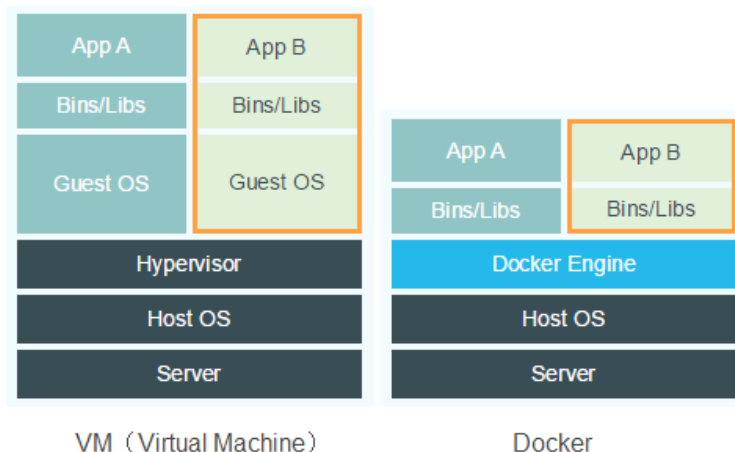 App A
App B
Bins/Libs
Bins/Libs
Guest OS
Guest OS
Hypervisor
Host OS
Server
VM（Virtual Machine）
App A
App B
Bins/Libs
Bins/Libs
Docker Engine
Host OS
Server
Docker